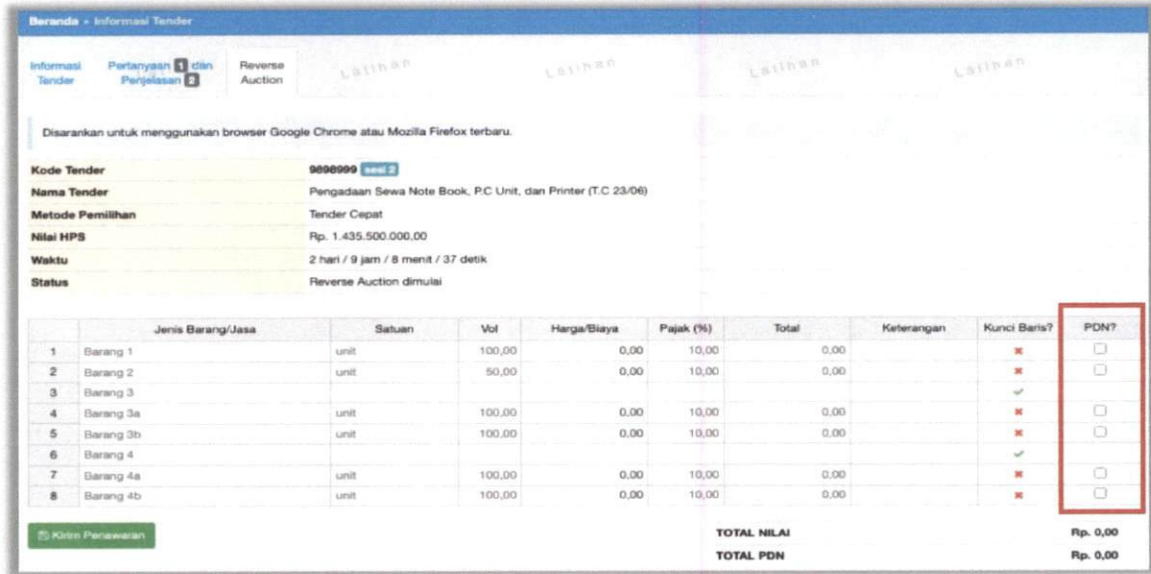 Beranda » Informasi Tender
Informasi Tender
Pertanyaan 1 dan Penjelasan 2
Reverse Auction
Latihan Latihan Latihan Latihan
Disarankan untuk menggunakan browser Google Chrome atau Mozilla Firefox terbaru.
Kode Tender 9898999 sesi 2
Nama Tender Pengadaan Sewa Note Book, P.C Unit, dan Printer (T.C 23/06)
Metode Pemilihan Tender Cepat
Nilai HPS Rp. 1.435.500.000,00
Waktu 2 hari / 9 jam / 8 menit / 37 detik
Status Reverse Auction dimulai
Jenis Barang/Jasa Satuan Vol Harga/Biaya Pajak (%) Total Keterangan Kunci Baris? PDN?
1 Barang 1 unit 100,00 0,00 10,00 0,00
2 Barang 2 unit 50,00 0,00 10,00 0,00
3 Barang 3
4 Barang 3a unit 100,00 0,00 10,00 0,00
5 Barang 3b unit 100,00 0,00 10,00 0,00
6 Barang 4
7 Barang 4a unit 100,00 0,00 10,00 0,00
8 Barang 4b unit 100,00 0,00 10,00 0,00
Kirim Penawaran
TOTAL NILAI Rp. 0,00
TOTAL PDN Rp. 0,00